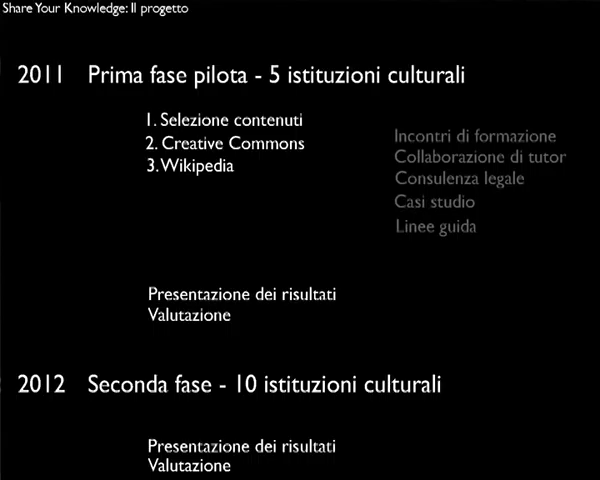 Share Your Knowledge: Il progetto
2011 Prima fase pilota - 5 istituzioni culturali
1. Selezione contenuti
2. Creative Commons
3. Wikipedia
Incontri di formazione
Collaborazione di tutor
Consulenza legale
Casi studio
Linee guida
Presentazione dei risultati
Valutazione
2012 Seconda fase - 10 istituzioni culturali
Presentazione dei risultati
Valutazione